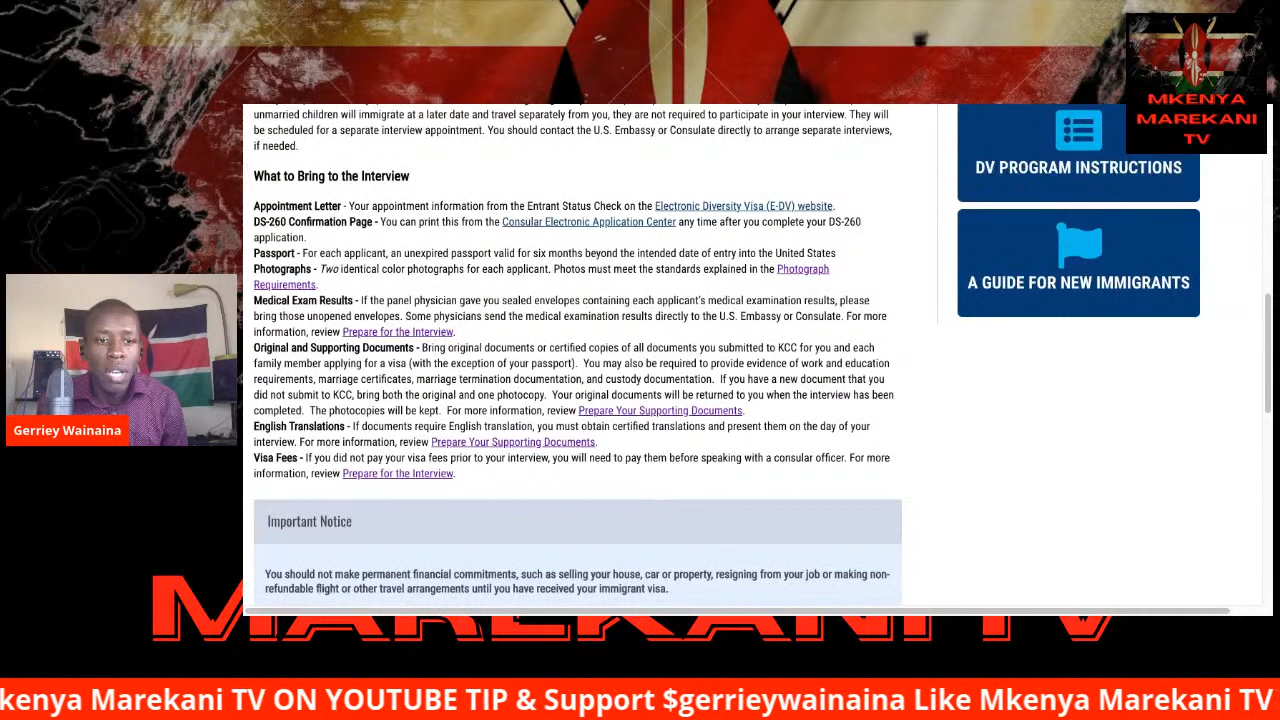 MKENYA
MAREKANI
TV
unmarried children will immigrate at a later date and travel separately from you, they are not required to participate in your interview. They will
be scheduled for a separate interview appointment. You should contact the U.S. Embassy or Consulate directly to arrange separate interviews,
if needed.
What to Bring to the Interview
Appointment Letter - Your appointment information from the Entrant Status Check on the Electronic Diversity Visa (E-DV) website.
DS-260 Confirmation Page - You can print this from the Consular Electronic Application Center any time after you complete your DS-260
application.
Passport - For each applicant, an unexpired passport valid for six months beyond the intended date of entry into the United States
Photographs - Two identical color photographs for each applicant. Photos must meet the standards explained in the Photograph
Requirements.
Medical Exam Results - If the panel physician gave you sealed envelopes containing each applicant's medical examination results, please
bring those unopened envelopes. Some physicians send the medical examination results directly to the U.S. Embassy or Consulate. For more
information, review Prepare for the Interview.
Original and Supporting Documents - Bring original documents or certified copies of all documents you submitted to KCC for you and each
family member applying for a visa (with the exception of your passport). You may also be required to provide evidence of work and education
requirements, marriage certificates, marriage termination documentation, and custody documentation. If you have a new document that you
did not submit to KCC, bring both the original and one photocopy. Your original documents will be returned to you when the interview has been
completed. The photocopies will be kept. For more information, review Prepare Your Supporting Documents.
English Translations - If documents require English translation, you must obtain certified translations and present them on the day of your
interview. For more information, review Prepare Your Supporting Documents.
Visa Fees - If you did not pay your visa fees prior to your interview, you will need to pay them before speaking with a consular officer. For more
information, review Prepare for the Interview.
Important Notice
You should not make permanent financial commitments, such as selling your house, car or property, resigning from your job or making non-
refundable flight or other travel arrangements until you have received your immigrant visa.
DV PROGRAM INSTRUCTIONS
A GUIDE FOR NEW IMMIGRANTS
Gerriey Wainaina
MAREKANI TV
kenya Marekani TV ON YOUTUBE TIP & Support $gerrieywainaina Like Mkenya Marekani TV